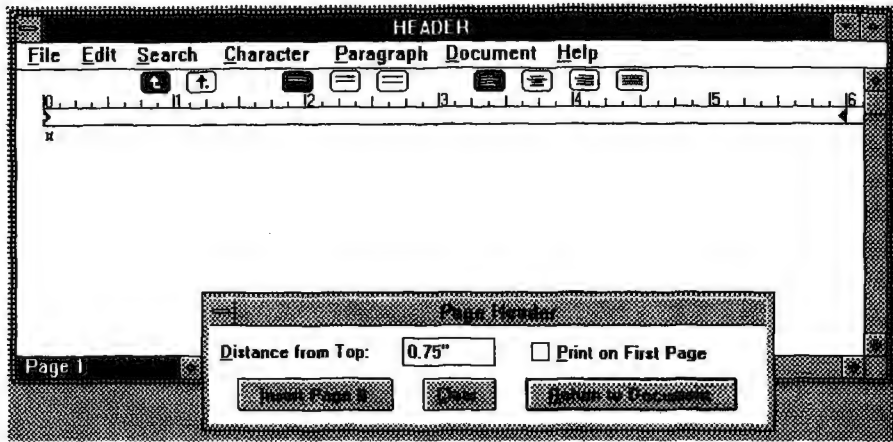 HEADER
File Edit Search Character Paragraph Document Help
0 1 2 3 4 5 6
Page Header
Distance from Top: 0.75" Print on First Page
Page 1
Insert Page # Clear Return to Document